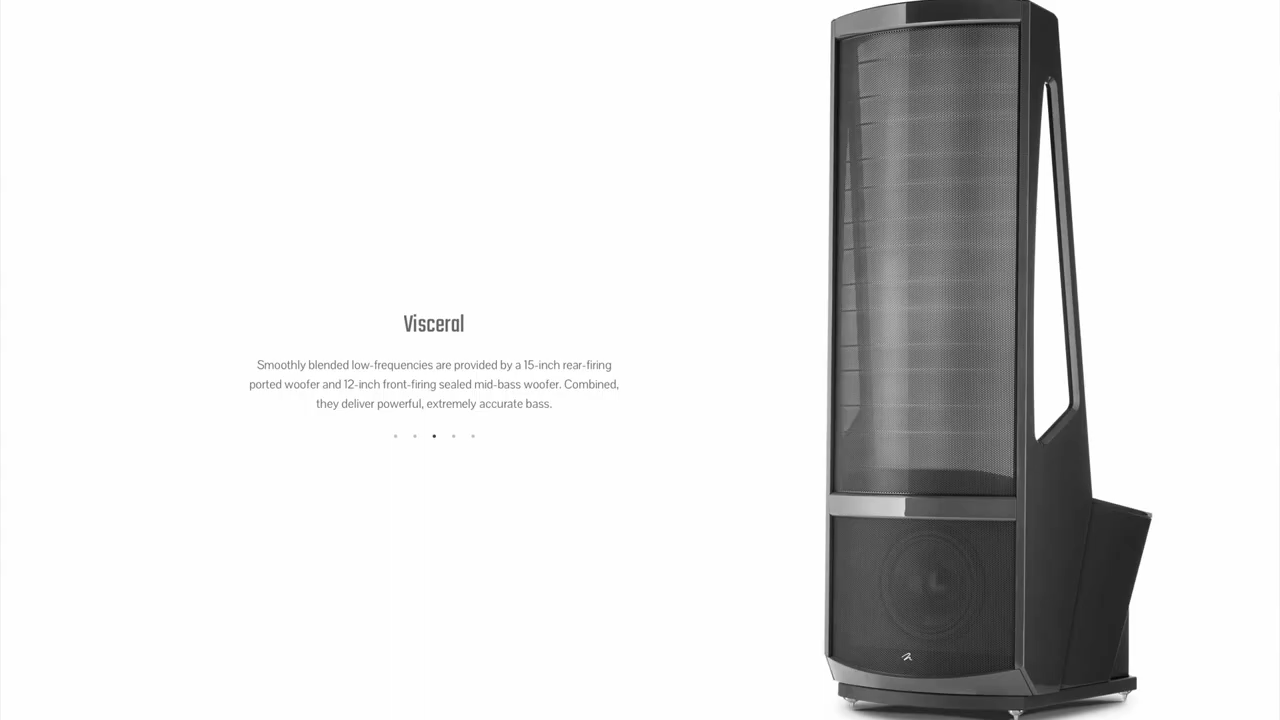 Visceral
Smoothly blended low-frequencies are provided by a 15-inch rear-firing
ported woofer and 12-inch front-firing sealed mid-bass woofer. Combined,
they deliver powerful, extremely accurate bass.